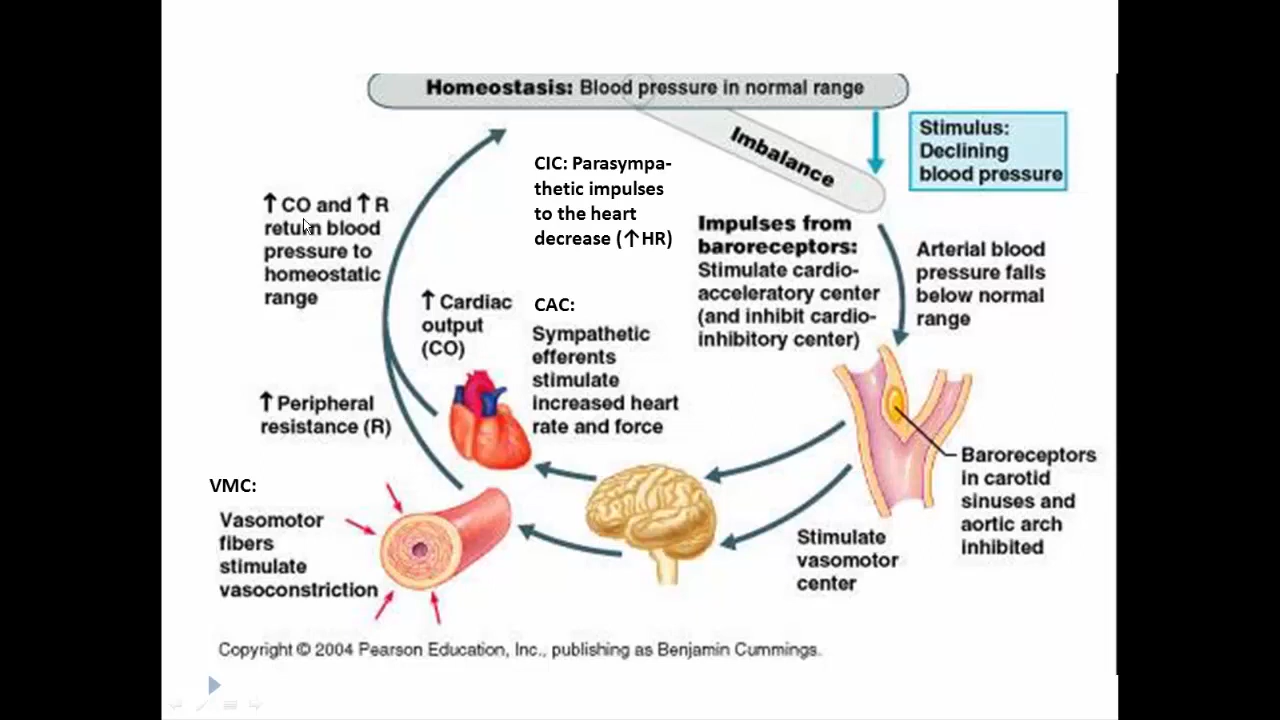 Homeostasis: Blood pressure in normal range
Imbalance
Stimulus:
Declining
blood pressure
CIC: Parasympa-
thetic impulses
to the heart
decrease (↑HR)
↑ CO and ↑ R
return blood
pressure to
homeostatic
range
Impulses from
baroreceptors:
Stimulate cardio-
acceleratory center
(and inhibit cardio-
inhibitory center)
Arterial blood
pressure falls
below normal
range
↑ Cardiac
output
(CO)
CAC:
Sympathetic
efferents
stimulate
increased heart
rate and force
↑ Peripheral
resistance (R)
Baroreceptors
in carotid
sinuses and
aortic arch
inhibited
VMC:
Vasomotor
fibers
stimulate
vasoconstriction
Stimulate
vasomotor
center
Copyright © 2004 Pearson Education, Inc., publishing as Benjamin Cummings.